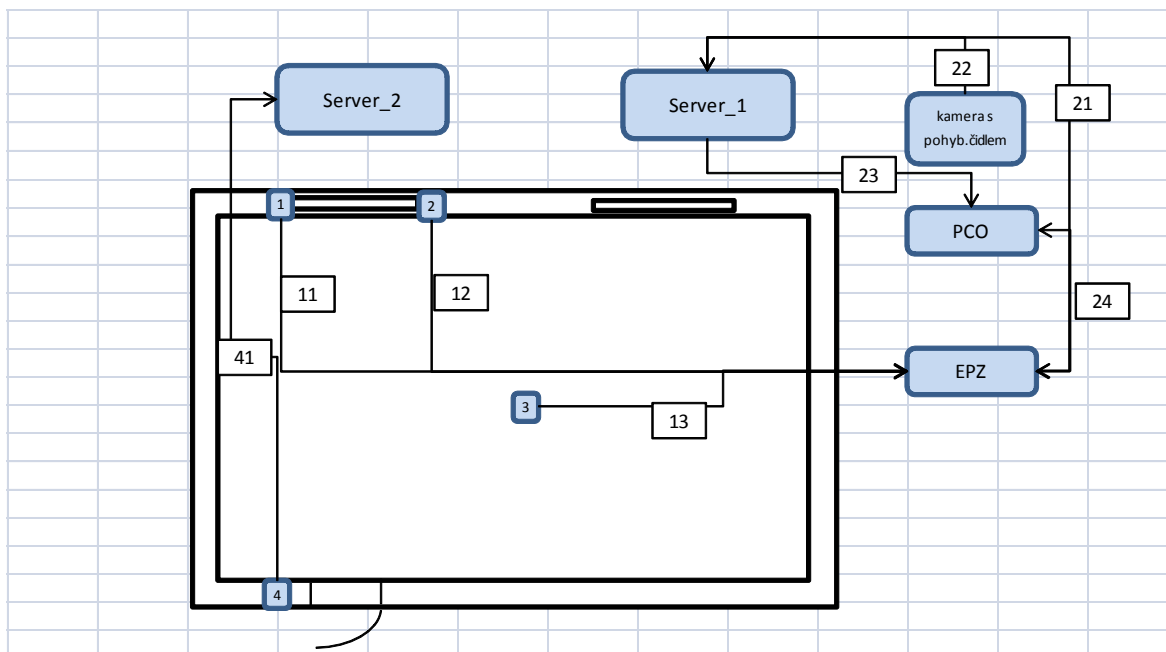 Server_2
Server_1
22
kamera s
pohyb.čidlem
21
23
1
2
PCO
11
12
24
41
EPZ
3
13
4